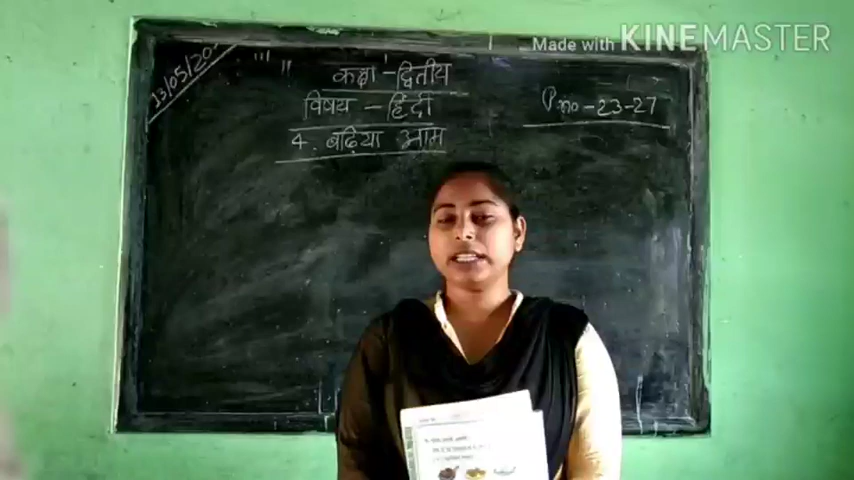 Made with KINEMASTER
13/05/20
कक्षा - द्वितीय
विषय - हिंदी
P no - 23-27
4. बढ़िया आम